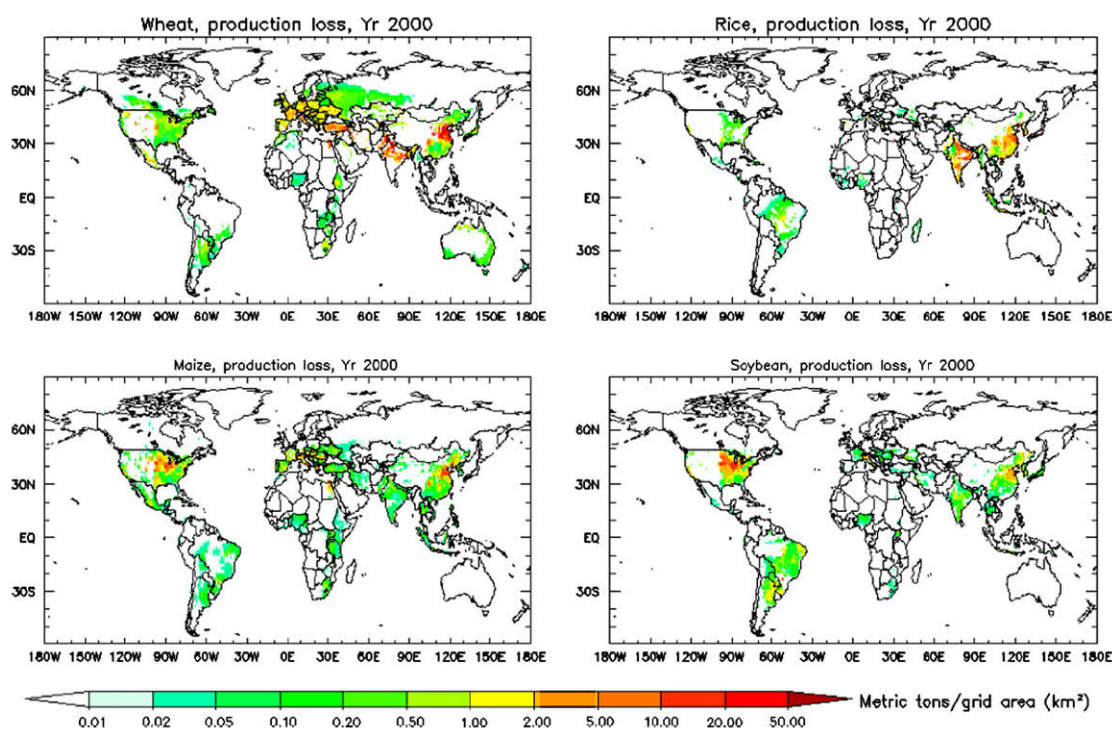 Wheat, production loss, Yr 2000
60N
30N
EQ
30S
180W 150W 120W 90W 60W 30W 0E 30E 60E 90E 120E 150E 180E
Rice, production loss, Yr 2000
60N
30N
EQ
30S
180W 150W 120W 90W 60W 30W 0E 30E 60E 90E 120E 150E 180E
Maize, production loss, Yr 2000
60N
30N
EQ
30S
180W 150W 120W 90W 60W 30W 0E 30E 60E 90E 120E 150E 180E
Soybean, production loss, Yr 2000
60N
30N
EQ
30S
180W 150W 120W 90W 60W 30W 0E 30E 60E 90E 120E 150E 180E
0.01 0.02 0.05 0.10 0.20 0.50 1.00 2.00 5.00 10.00 20.00 50.00
Metric tons/grid area (km²)